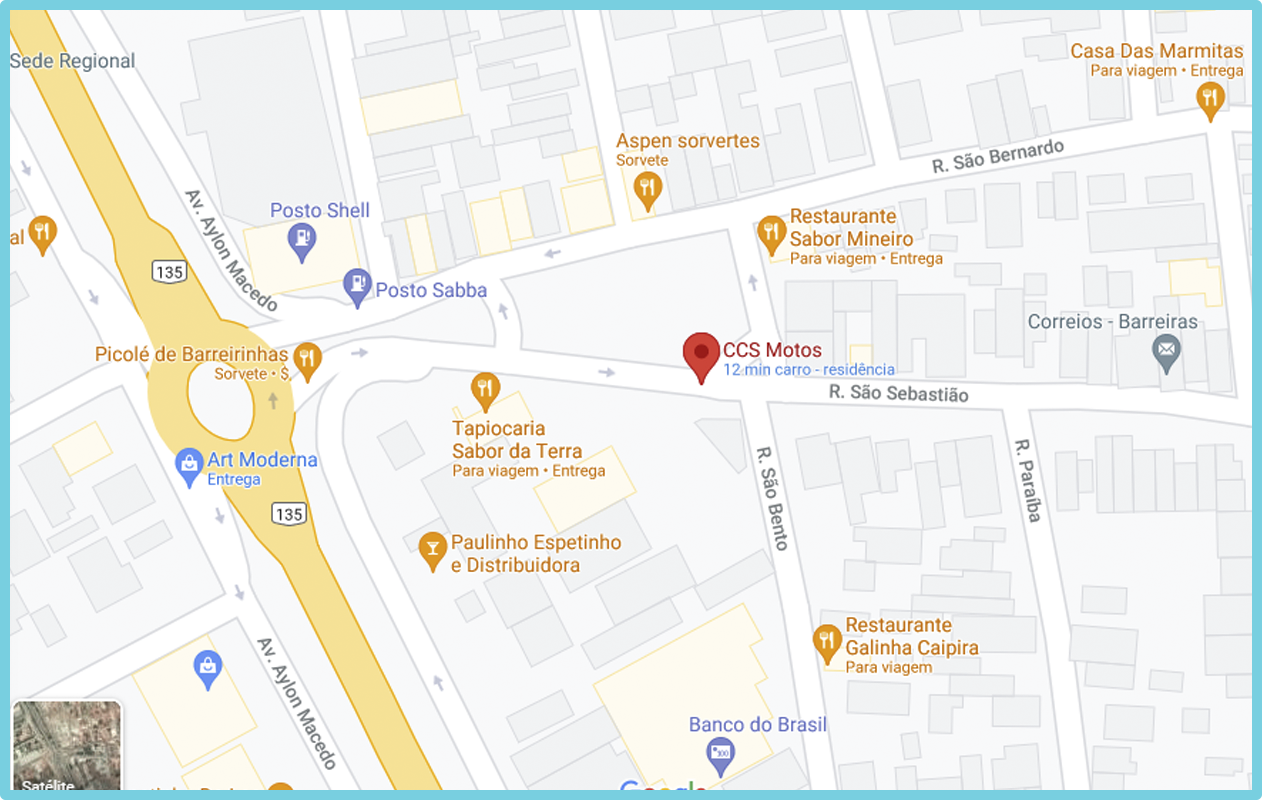 Sede Regional
Casa Das Marmitas
Para viagem • Entrega
Aspen sorvertes
Sorvete
R. São Bernardo
Av. Aylon Macedo
Posto Shell
Restaurante
Sabor Mineiro
Para viagem • Entrega
al
135
Posto Sabba
Correios - Barreiras
Picolé de Barreirinhas
Sorvete • $
CCS Motos
12 min carro - residência
R. São Sebastião
Tapiocaria
Sabor da Terra
Para viagem • Entrega
Art Moderna
Entrega
R. São Bento
R. Paraíba
135
Paulinho Espetinho
e Distribuidora
Restaurante
Galinha Caipira
Para viagem
Av. Aylon Macedo
Banco do Brasil
100
Satélite
Google